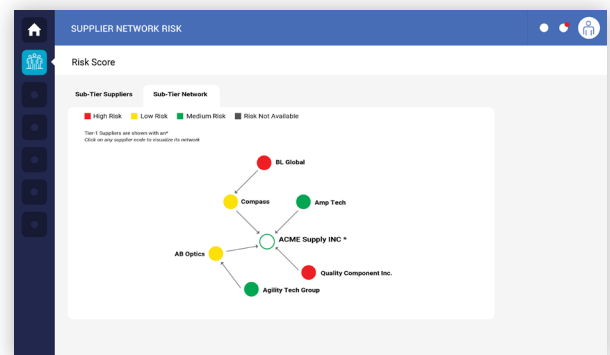 SUPPLIER NETWORK RISK
Risk Score
Sub-Tier Suppliers Sub-Tier Network
High Risk Low Risk Medium Risk Risk Not Available
Tier-1 Suppliers are shown with an*
Click on any supplier node to visualize its network
BL Global
Compass
Amp Tech
ACME Supply INC *
AB Optics
Quality Component Inc.
Agility Tech Group